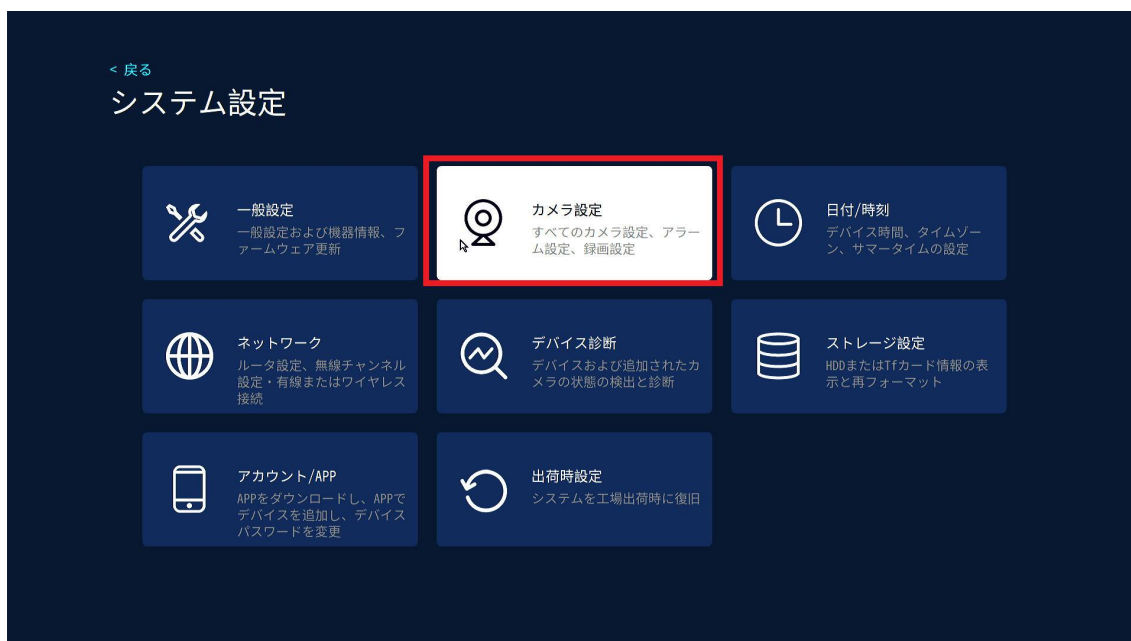 < 戻る
システム設定
一般設定
一般設定および機器情報、フ
ァームウェア更新
カメラ設定
すべてのカメラ設定、アラー
ム設定、録画設定
日付/時刻
デバイス時間、タイムゾー
ン、サマータイムの設定
ネットワーク
ルータ設定、無線チャンネル
設定・有線またはワイヤレス
接続
デバイス診断
デバイスおよび追加されたカ
メラの状態の検出と診断
ストレージ設定
HDDまたはTfカード情報の表
示と再フォーマット
アカウント/APP
APPをダウンロードし、APPで
デバイスを追加し、デバイス
パスワードを変更
出荷時設定
システムを工場出荷時に復旧